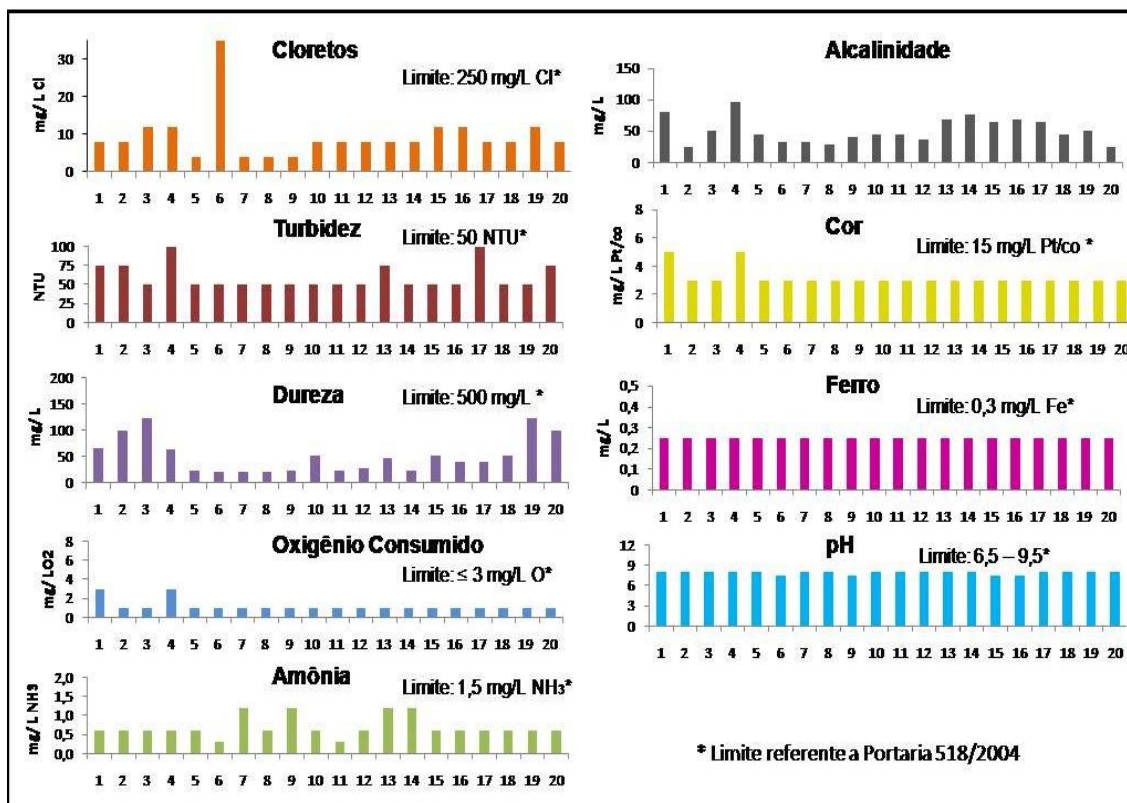 Cloretos
Limite: 250 mg/L Cl*
mg/ L Cl
30
20
10
0
1 2 3 4 5 6 7 8 9 10 11 12 13 14 15 16 17 18 19 20
Turbidez
Limite: 50 NTU*
NTU
100
75
50
25
0
1 2 3 4 5 6 7 8 9 10 11 12 13 14 15 16 17 18 19 20
Dureza
Limite: 500 mg/L *
mg/ L
200
150
100
50
0
1 2 3 4 5 6 7 8 9 10 11 12 13 14 15 16 17 18 19 20
Oxigênio Consumido
Limite: ≤ 3 mg/L O*
mg/ LO2
8
6
4
2
0
1 2 3 4 5 6 7 8 9 10 11 12 13 14 15 16 17 18 19 20
Amônia
Limite: 1,5 mg/L NH₃*
mg/ L NH3
2,0
1,5
1,0
0,5
0,0
1 2 3 4 5 6 7 8 9 10 11 12 13 14 15 16 17 18 19 20
Alcalinidade
mg/ L
150
100
50
0
1 2 3 4 5 6 7 8 9 10 11 12 13 14 15 16 17 18 19 20
Cor
Limite: 15 mg/L Pt/co *
mg/ L Pt/co
8
6
4
2
0
1 2 3 4 5 6 7 8 9 10 11 12 13 14 15 16 17 18 19 20
Ferro
Limite: 0,3 mg/L Fe*
mg/L
0,5
0,4
0,3
0,2
0,1
0
1 2 3 4 5 6 7 8 9 10 11 12 13 14 15 16 17 18 19 20
pH
Limite: 6,5 – 9,5*
12
9
6
3
0
1 2 3 4 5 6 7 8 9 10 11 12 13 14 15 16 17 18 19 20
* Limite referente a Portaria 518/2004